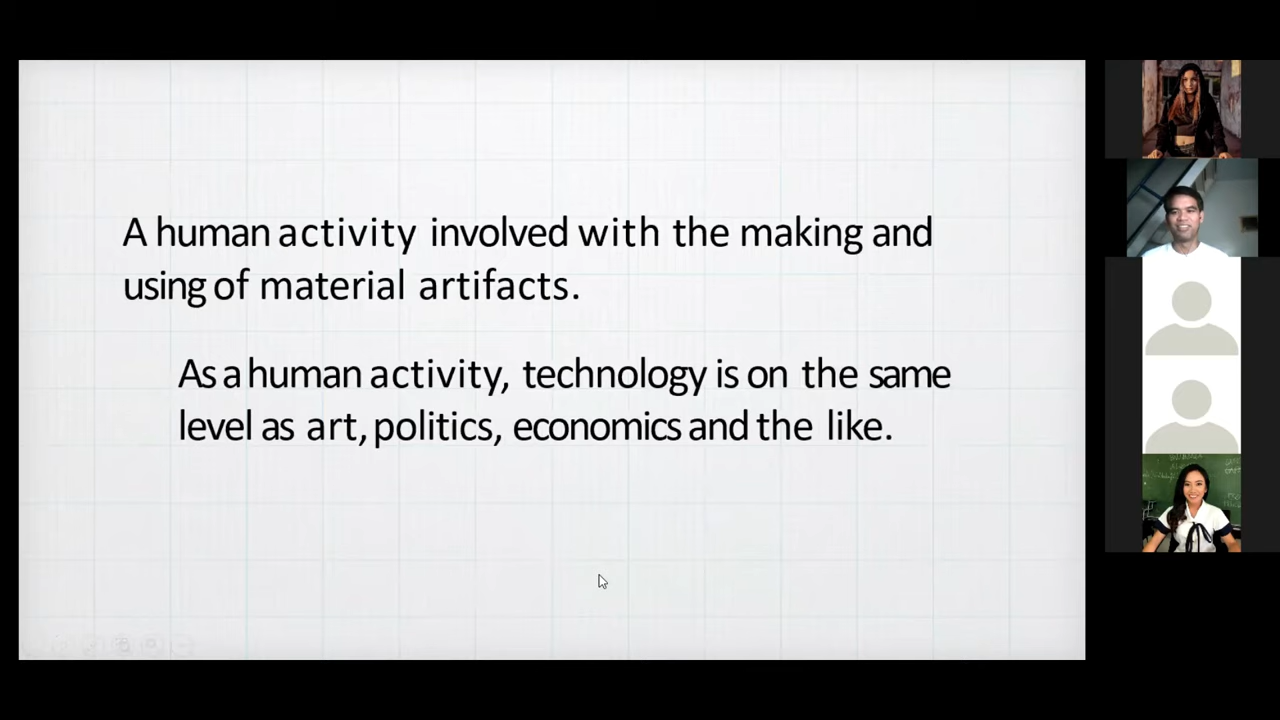 A human activity involved with the making and
using of material artifacts.
As a human activity, technology is on the same
level as art, politics, economics and the like.